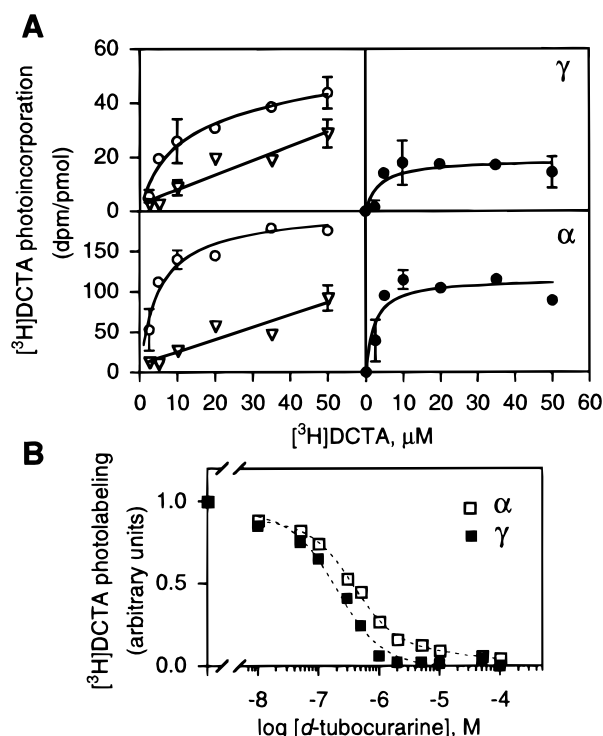 A
[³H]DCTA photoincorporation
(dpm/pmol)
60
40
20
0
γ
150
100
50
0
α
0 10 20 30 40 50 0 10 20 30 40 50 60
[³H]DCTA, μM
B
[³H]DCTA photolabeling
(arbitrary units)
1.0
0.5
0.0
α
γ
-8 -7 -6 -5 -4
log [d-tubocurarine], M